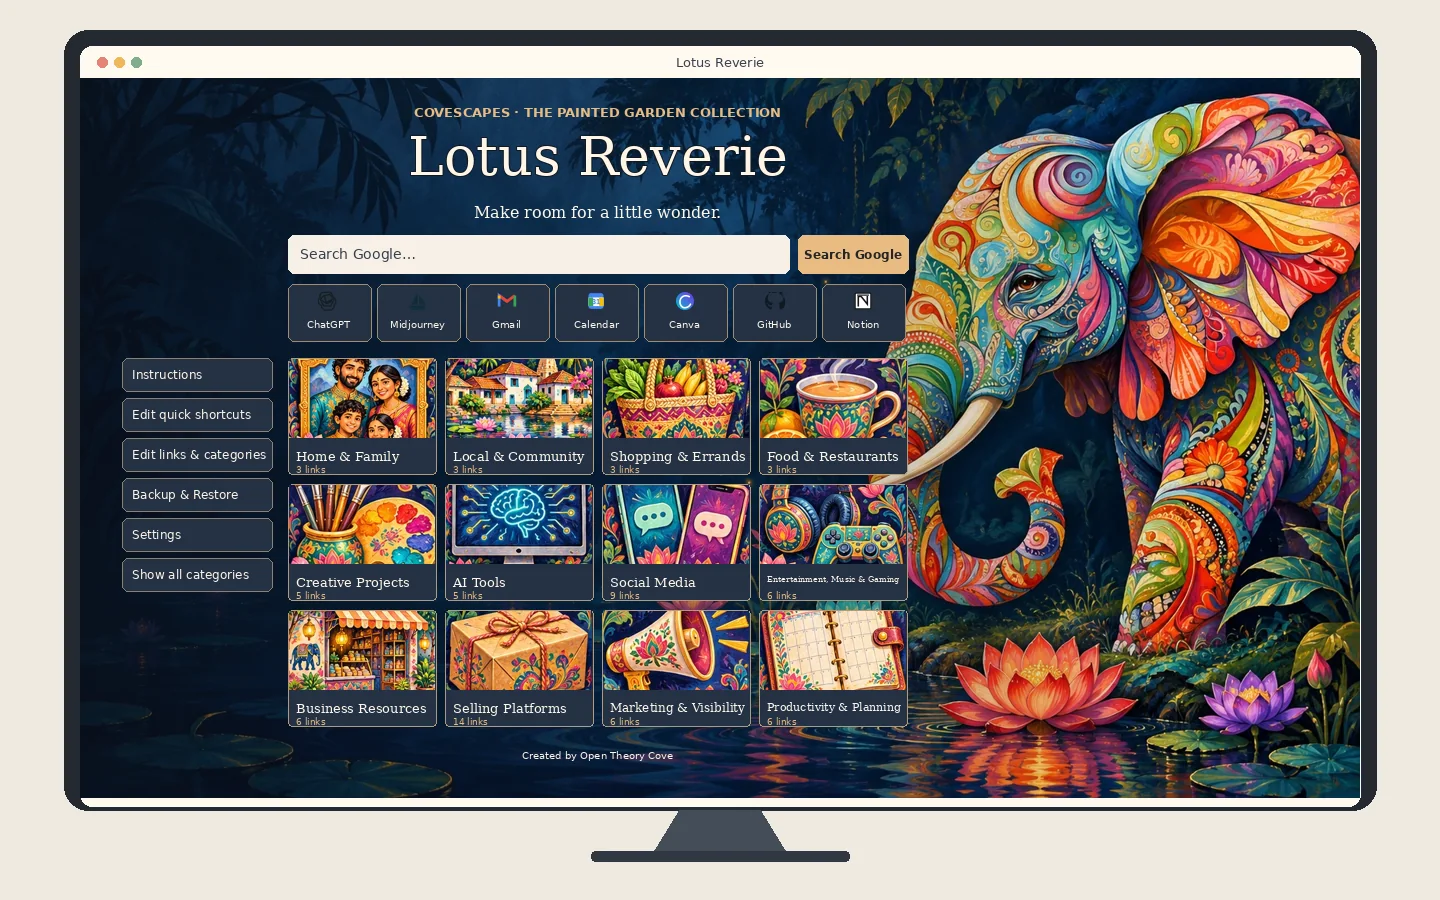 Lotus Reverie
COVESCAPES · THE PAINTED GARDEN COLLECTION
Lotus Reverie
Make room for a little wonder.
Search Google...
Search Google
ChatGPT
Midjourney
Gmail
31
Calendar
Canva
GitHub
Notion
Instructions
Edit quick shortcuts
Edit links & categories
Backup & Restore
Settings
Show all categories
Home & Family
3 links
Local & Community
3 links
Shopping & Errands
3 links
Food & Restaurants
3 links
Creative Projects
5 links
AI Tools
5 links
Social Media
9 links
Entertainment, Music & Gaming
6 links
Business Resources
6 links
Selling Platforms
14 links
Marketing & Visibility
6 links
Productivity & Planning
6 links
Created by Open Theory Cove